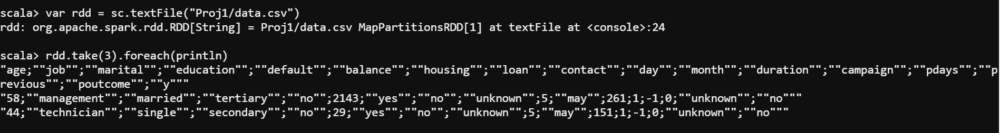 scala> var rdd = sc.textFile("Proj1/data.csv")
rdd: org.apache.spark.rdd.RDD[String] = Proj1/data.csv MapPartitionsRDD[1] at textFile at <console>:24
scala> rdd.take(3).foreach(println)
"age;""job"";""marital"";""education"";""default"";""balance"";""housing"";""loan"";""contact"";""day"";""month"";""duration"";""campaign"";""pdays"";""p
revious"";""poutcome"";""y"""
"58;""management"";""married"";""tertiary"";""no"";2143;""yes"";""no"";""unknown"";5;""may"";261;1;-1;0;""unknown"";""no"""
"44;""technician"";""single"";""secondary"";""no"";29;""yes"";""no"";""unknown"";5;""may"";151;1;-1;0;""unknown"";""no"""